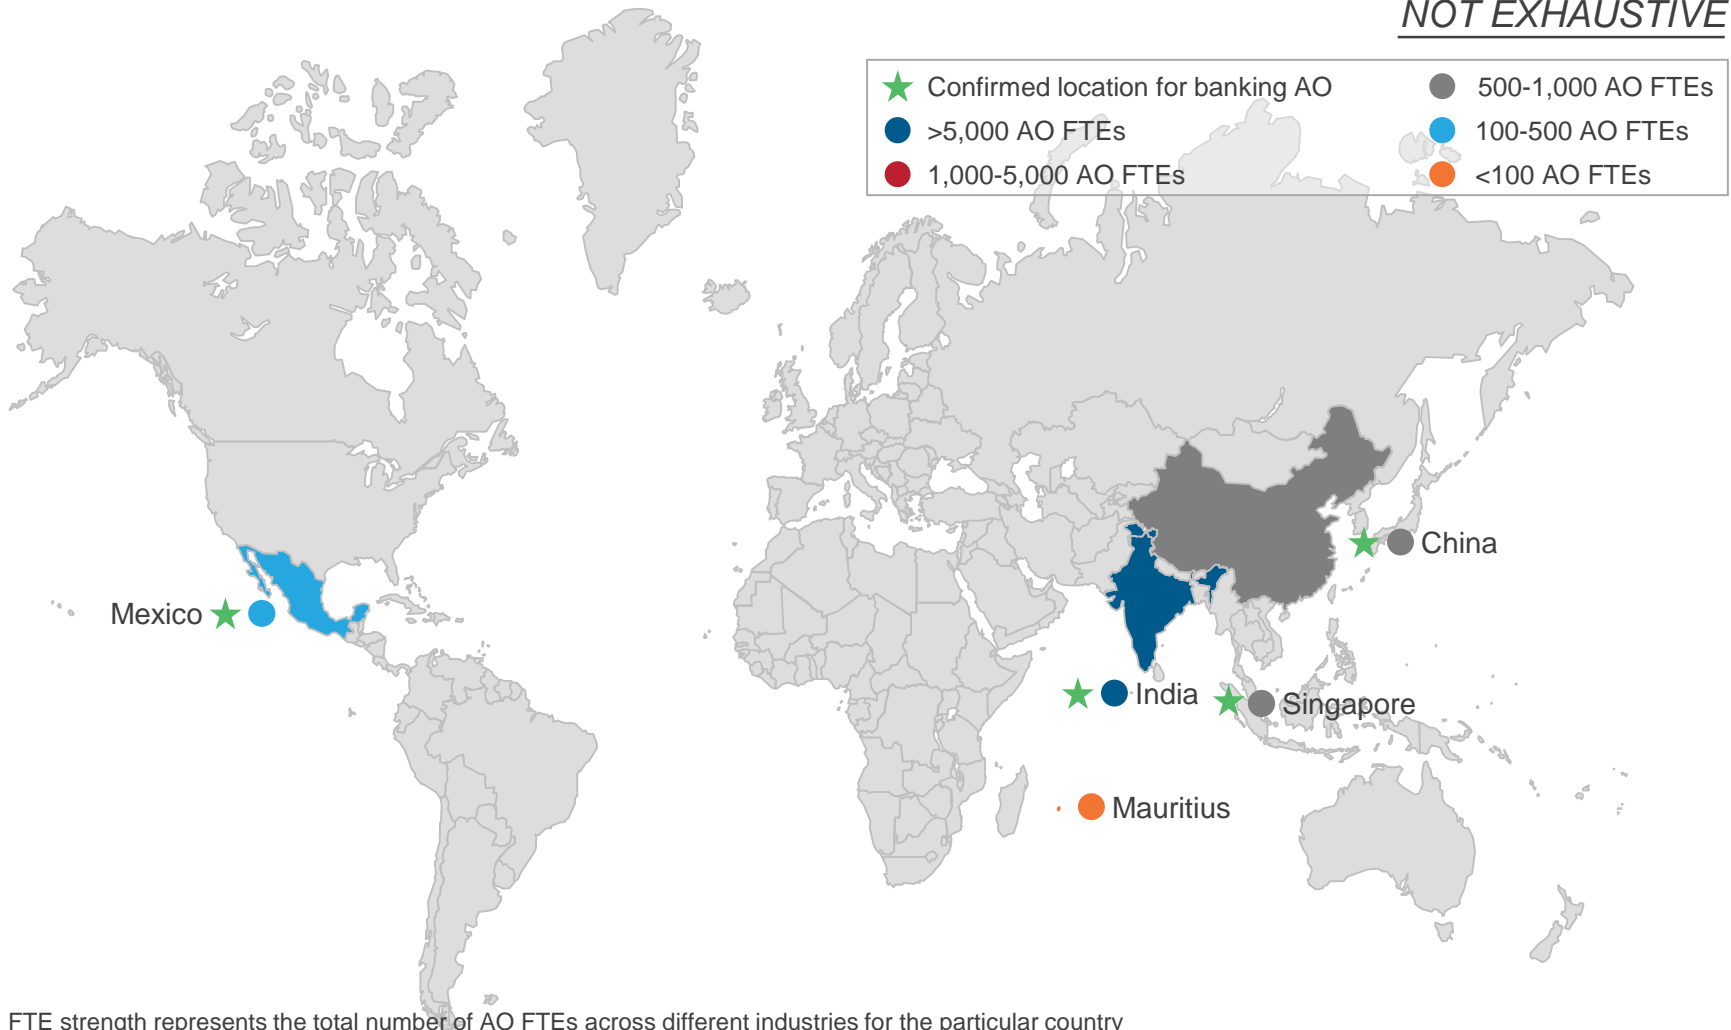 NOT EXHAUSTIVE
Confirmed location for banking AO
>5,000 AO FTEs
1,000-5,000 AO FTEs
500-1,000 AO FTEs
100-500 AO FTEs
<100 AO FTEs
China
Mexico
India
Singapore
Mauritius
FTE strength represents the total number of AO FTEs across different industries for the particular country